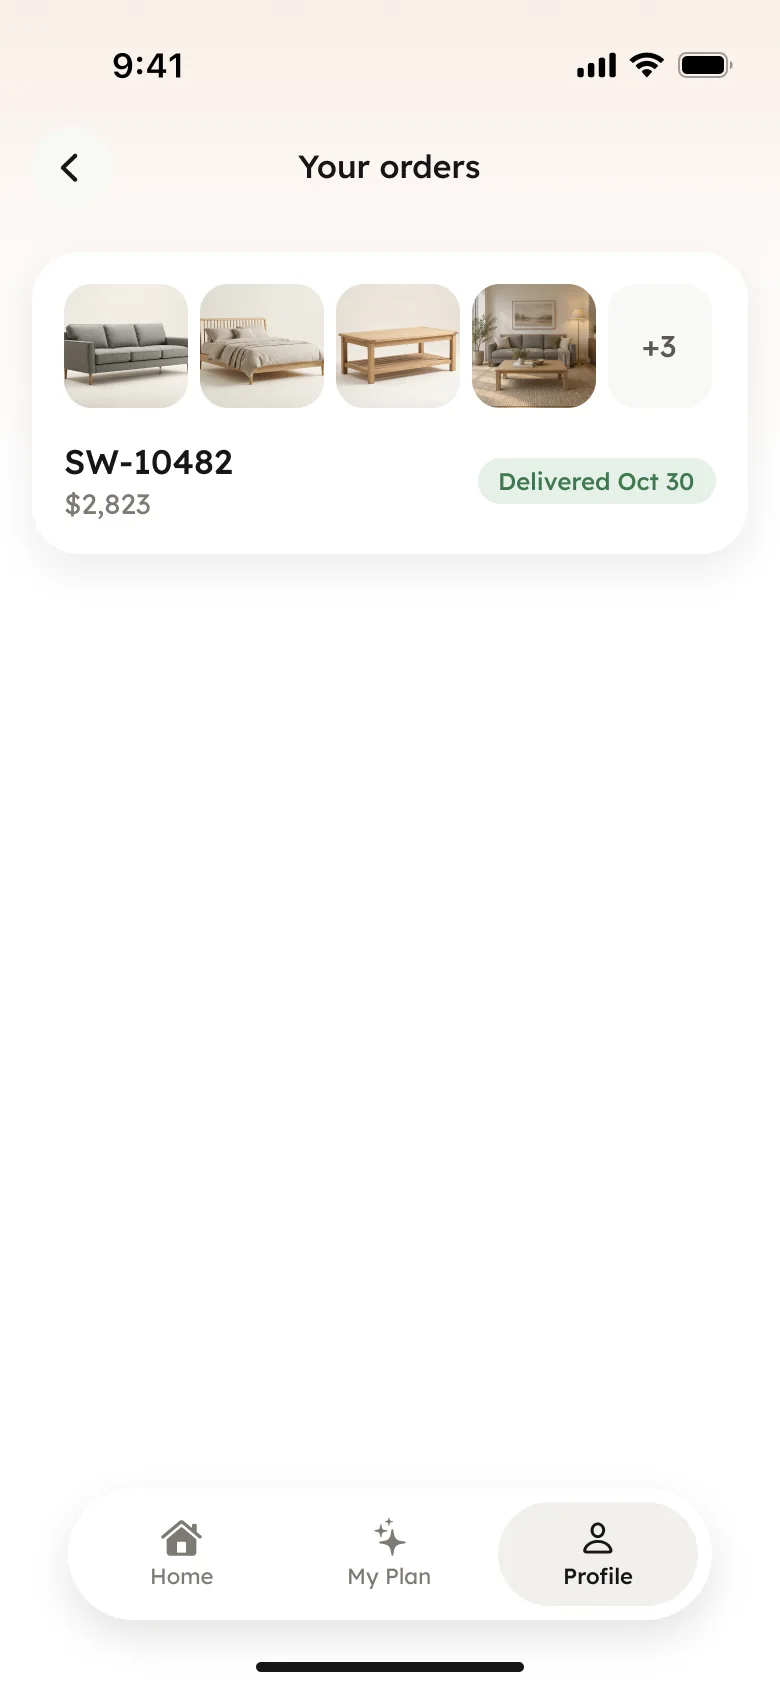 9:41
Your orders
+3
SW-10482
$2,823
Delivered Oct 30
Home
My Plan
Profile